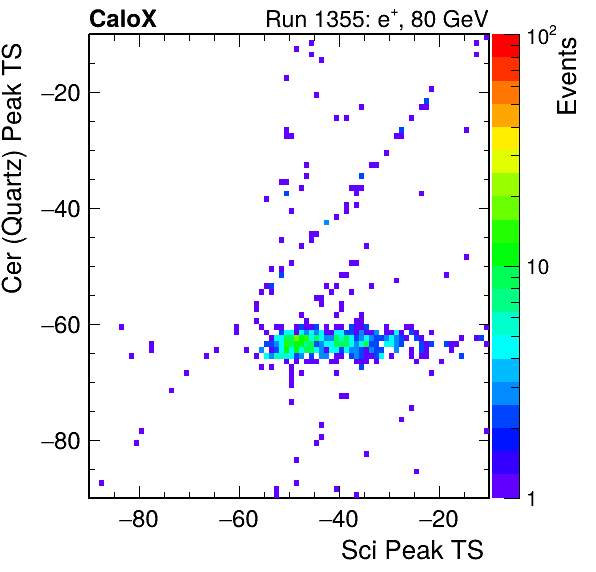 CaloX Run 1355: e⁺, 80 GeV
Cer (Quartz) Peak TS
−20
−40
−60
−80
−80 −60 −40 −20
Sci Peak TS
10²
10
1
Events